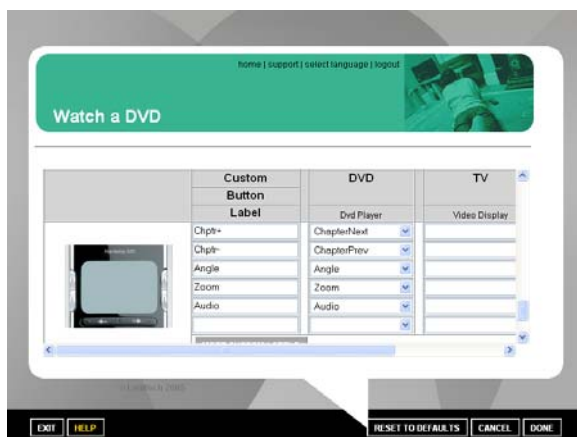 home | support | select language | logout
Watch a DVD
Custom DVD TV
Button
Label Dvd Player Video Display
Chptr+ ChapterNext
Chptr- ChapterPrev
Angle Angle
Zoom Zoom
Audio Audio
EXIT HELP RESET TO DEFAULTS CANCEL DONE